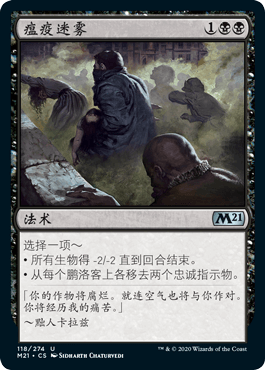 瘟疫迷雾 1
法术 M21
选择一项～
• 所有生物得 -2/-2 直到回合结束。
• 从每个鹏洛客上各移去两个忠诚指示物。
「你的作物将腐烂。就连空气也将与你作对。
你将经历我的痛苦。」
～黜人卡拉兹
118/274 U
M21 • CS SIDHARTH CHATURVEDI
™ & © 2020 Wizards of the Coast